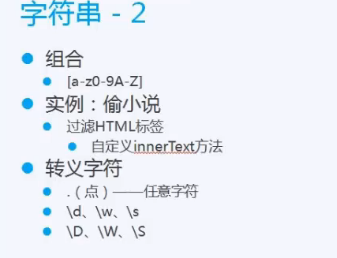 字符串 - 2
组合
[a-z0-9A-Z]
实例：偷小说
过滤HTML标签
自定义innerText方法
转义字符
.（点）——任意字符
\d、\w、\s
\D、\W、\S